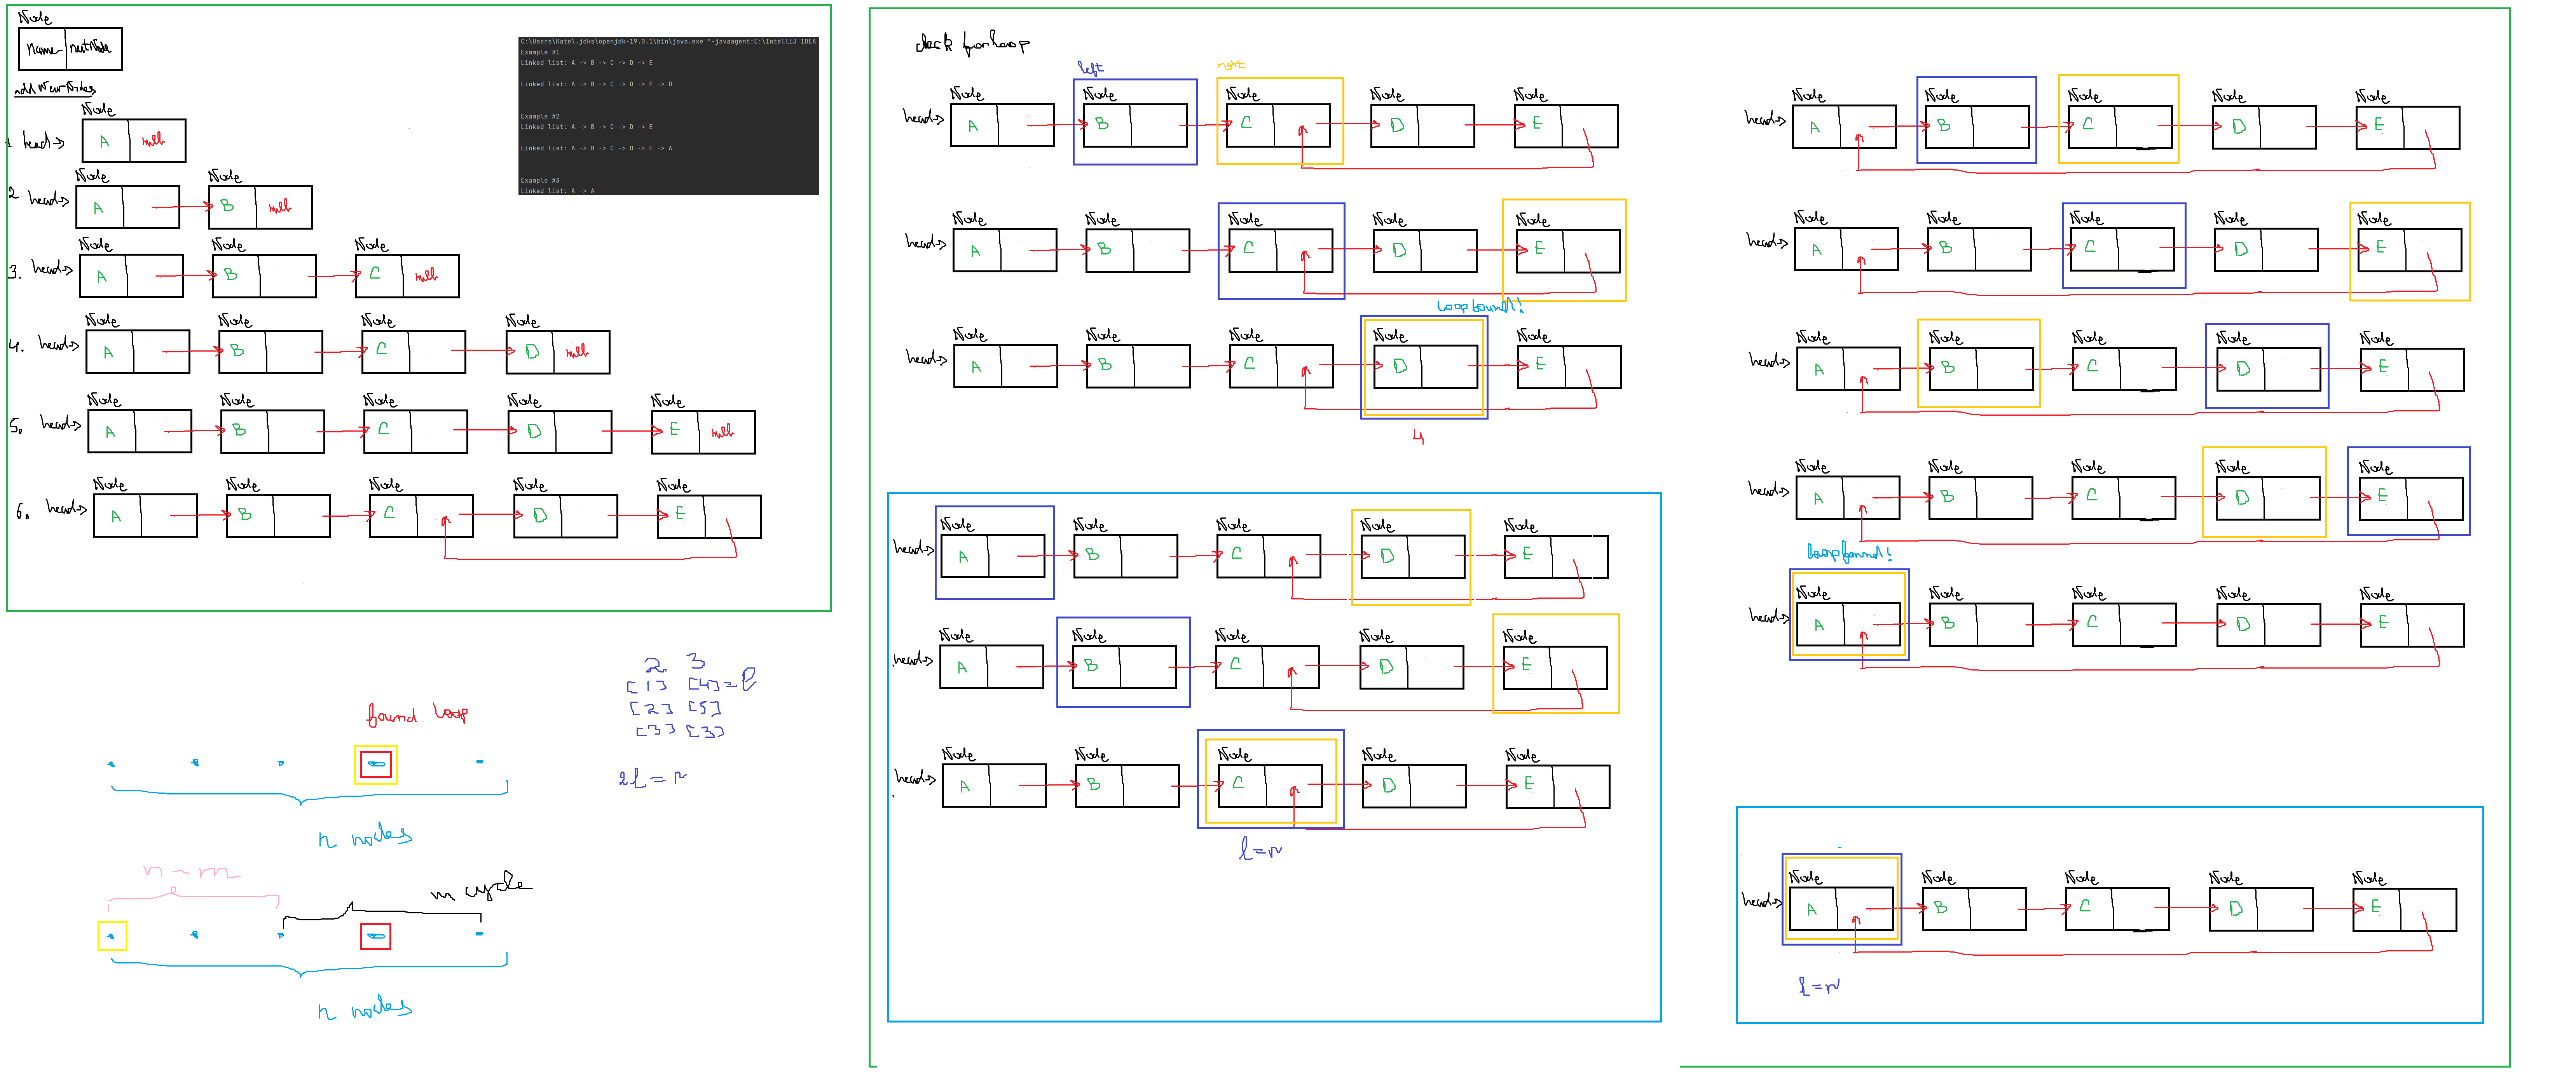 Node
name nextNode
add New Nodes
Node
1. head→ A null
Node Node
2. head→ A B null
Node Node Node
3. head→ A B C null
Node Node Node Node
4. head→ A B C D null
Node Node Node Node Node
5. head→ A B C D E null
Node Node Node Node Node
6. head→ A B C D E
C:\Users\Kate\.jdks\openjdk-19.0.1\bin\java.exe "-javaagent:E:\IntelliJ IDEA
Example #1
Linked list: A -> B -> C -> D -> E
Linked list: A -> B -> C -> D -> E -> D
Example #2
Linked list: A -> B -> C -> D -> E
Linked list: A -> B -> C -> D -> E -> A
Example #3
Linked list: A -> A
found loop
n nodes
n-m
m cycle
n nodes
2 3
[1] [4]=
[2] [5]
[3] [3]
2l=r
check for loop
left right
Node Node Node Node Node
head→ A B C D E
Node Node Node Node Node
head→ A B C D E
Loop found!
Node Node Node Node Node
head→ A B C D E
4
Node Node Node Node Node
head→ A B C D E
Node Node Node Node Node
head→ A B C D E
Node Node Node Node Node
head→ A B C D E
l=r
Node Node Node Node Node
head→ A B C D E
Node Node Node Node Node
head→ A B C D E
Node Node Node Node Node
head→ A B C D E
Node Node Node Node Node
head→ A B C D E
Loop found!
Node Node Node Node Node
head→ A B C D E
Node Node Node Node Node
head→ A B C D E
l=r